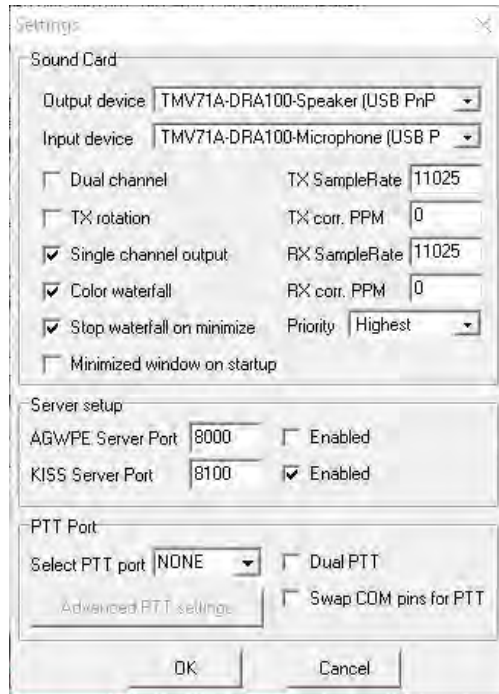 Settings
Sound Card
Output device TMV71A-DRA100-Speaker (USB PnP
Input device TMV71A-DRA100-Microphone (USB P
Dual channel TX SampleRate 11025
TX rotation TX corr. PPM 0
Single channel output RX SampleRate 11025
Color waterfall RX corr. PPM 0
Stop waterfall on minimize Priority Highest
Minimized window on startup
Server setup
AGWPE Server Port 8000 Enabled
KISS Server Port 8100 Enabled
PTT Port
Select PTT port NONE Dual PTT
Advanced PTT settings Swap COM pins for PTT
OK Cancel